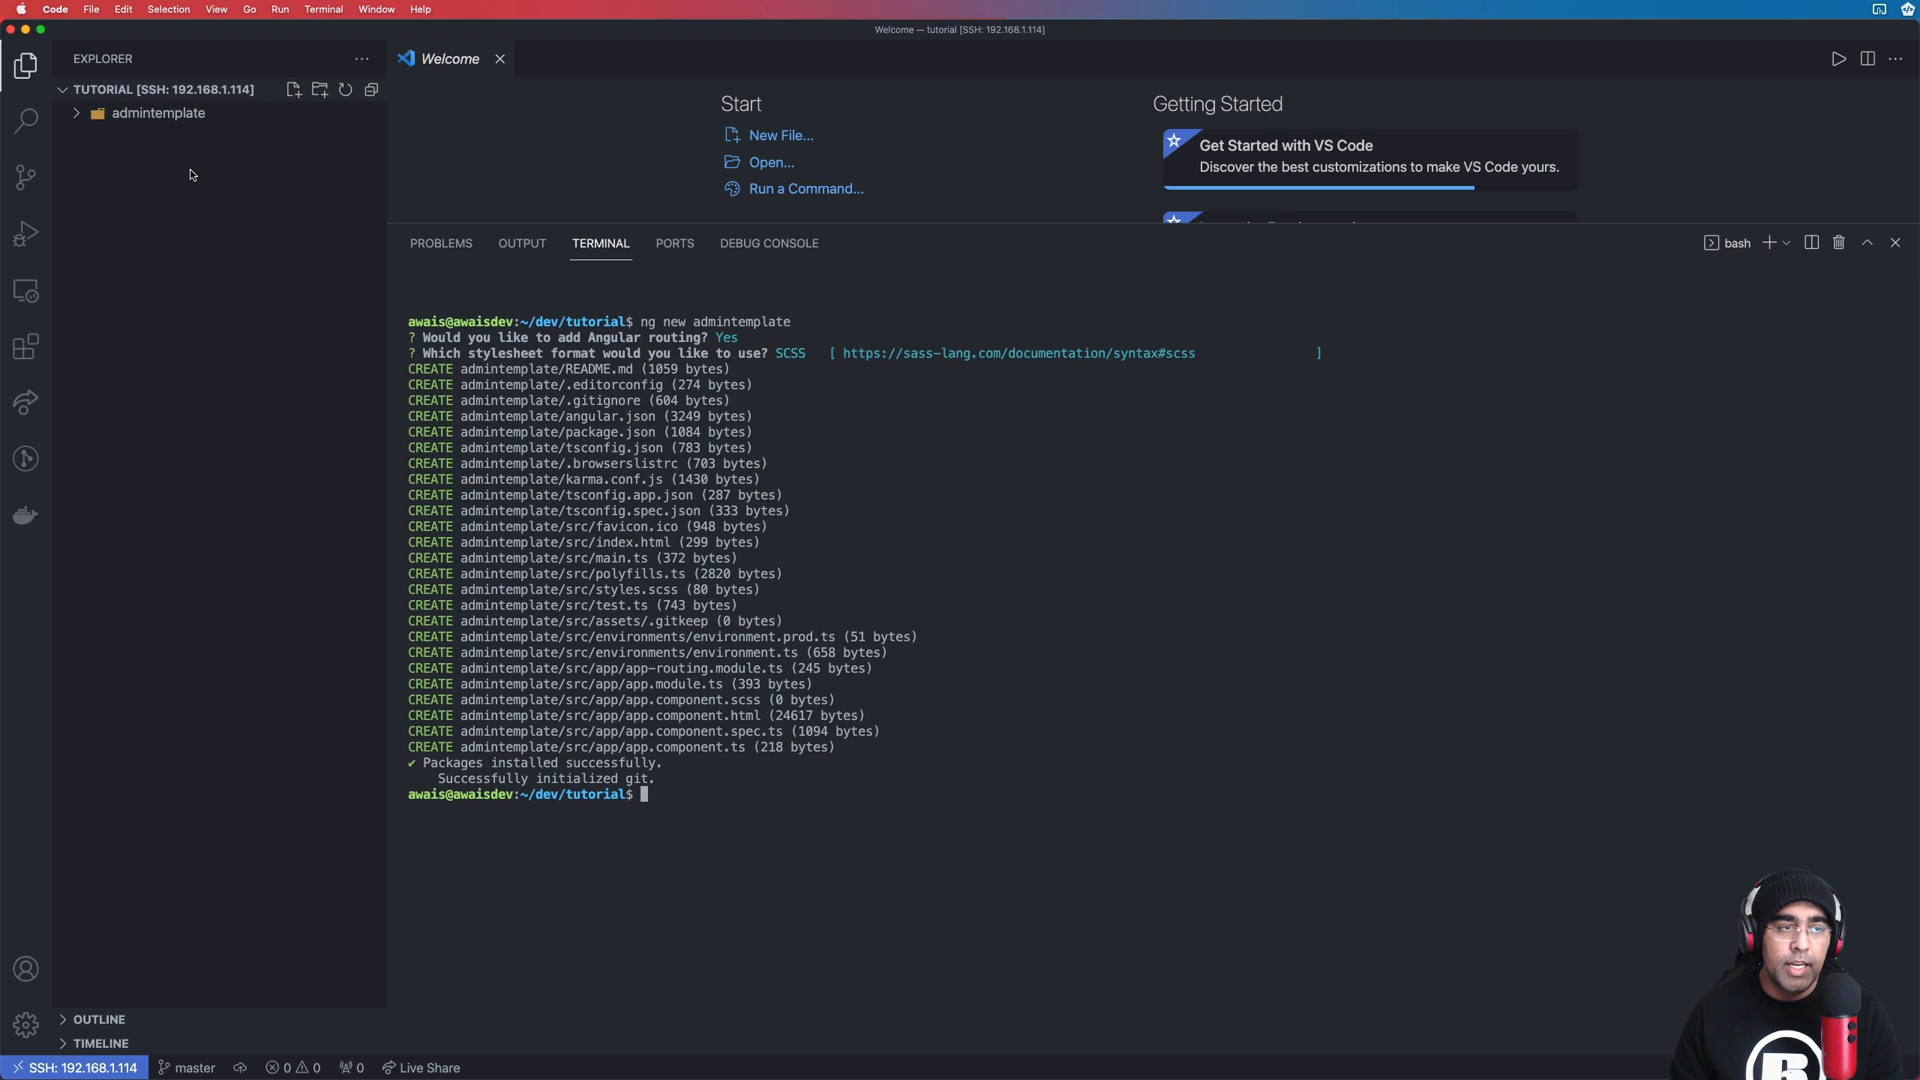 Code File Edit Selection View Go Run Terminal Window Help
Welcome — tutorial [SSH: 192.168.1.114]
EXPLORER
TUTORIAL [SSH: 192.168.1.114]
admintemplate
Welcome
Start
New File...
Open...
Run a Command...
Getting Started
Get Started with VS Code
Discover the best customizations to make VS Code yours.
PROBLEMS OUTPUT TERMINAL PORTS DEBUG CONSOLE
bash
awais@awaisdev:~/dev/tutorial$ ng new admintemplate
? Would you like to add Angular routing? Yes
? Which stylesheet format would you like to use? SCSS [ https://sass-lang.com/documentation/syntax#scss ]
CREATE admintemplate/README.md (1059 bytes)
CREATE admintemplate/.editorconfig (274 bytes)
CREATE admintemplate/.gitignore (604 bytes)
CREATE admintemplate/angular.json (3249 bytes)
CREATE admintemplate/package.json (1084 bytes)
CREATE admintemplate/tsconfig.json (783 bytes)
CREATE admintemplate/.browserslistrc (703 bytes)
CREATE admintemplate/karma.conf.js (1430 bytes)
CREATE admintemplate/tsconfig.app.json (287 bytes)
CREATE admintemplate/tsconfig.spec.json (333 bytes)
CREATE admintemplate/src/favicon.ico (948 bytes)
CREATE admintemplate/src/index.html (299 bytes)
CREATE admintemplate/src/main.ts (372 bytes)
CREATE admintemplate/src/polyfills.ts (2820 bytes)
CREATE admintemplate/src/styles.scss (80 bytes)
CREATE admintemplate/src/test.ts (743 bytes)
CREATE admintemplate/src/assets/.gitkeep (0 bytes)
CREATE admintemplate/src/environments/environment.prod.ts (51 bytes)
CREATE admintemplate/src/environments/environment.ts (658 bytes)
CREATE admintemplate/src/app/app-routing.module.ts (245 bytes)
CREATE admintemplate/src/app/app.module.ts (393 bytes)
CREATE admintemplate/src/app/app.component.scss (0 bytes)
CREATE admintemplate/src/app/app.component.html (24617 bytes)
CREATE admintemplate/src/app/app.component.spec.ts (1094 bytes)
CREATE admintemplate/src/app/app.component.ts (218 bytes)
✔ Packages installed successfully.
Successfully initialized git.
awais@awaisdev:~/dev/tutorial$
OUTLINE
TIMELINE
SSH: 192.168.1.114 master 0 0 0 Live Share